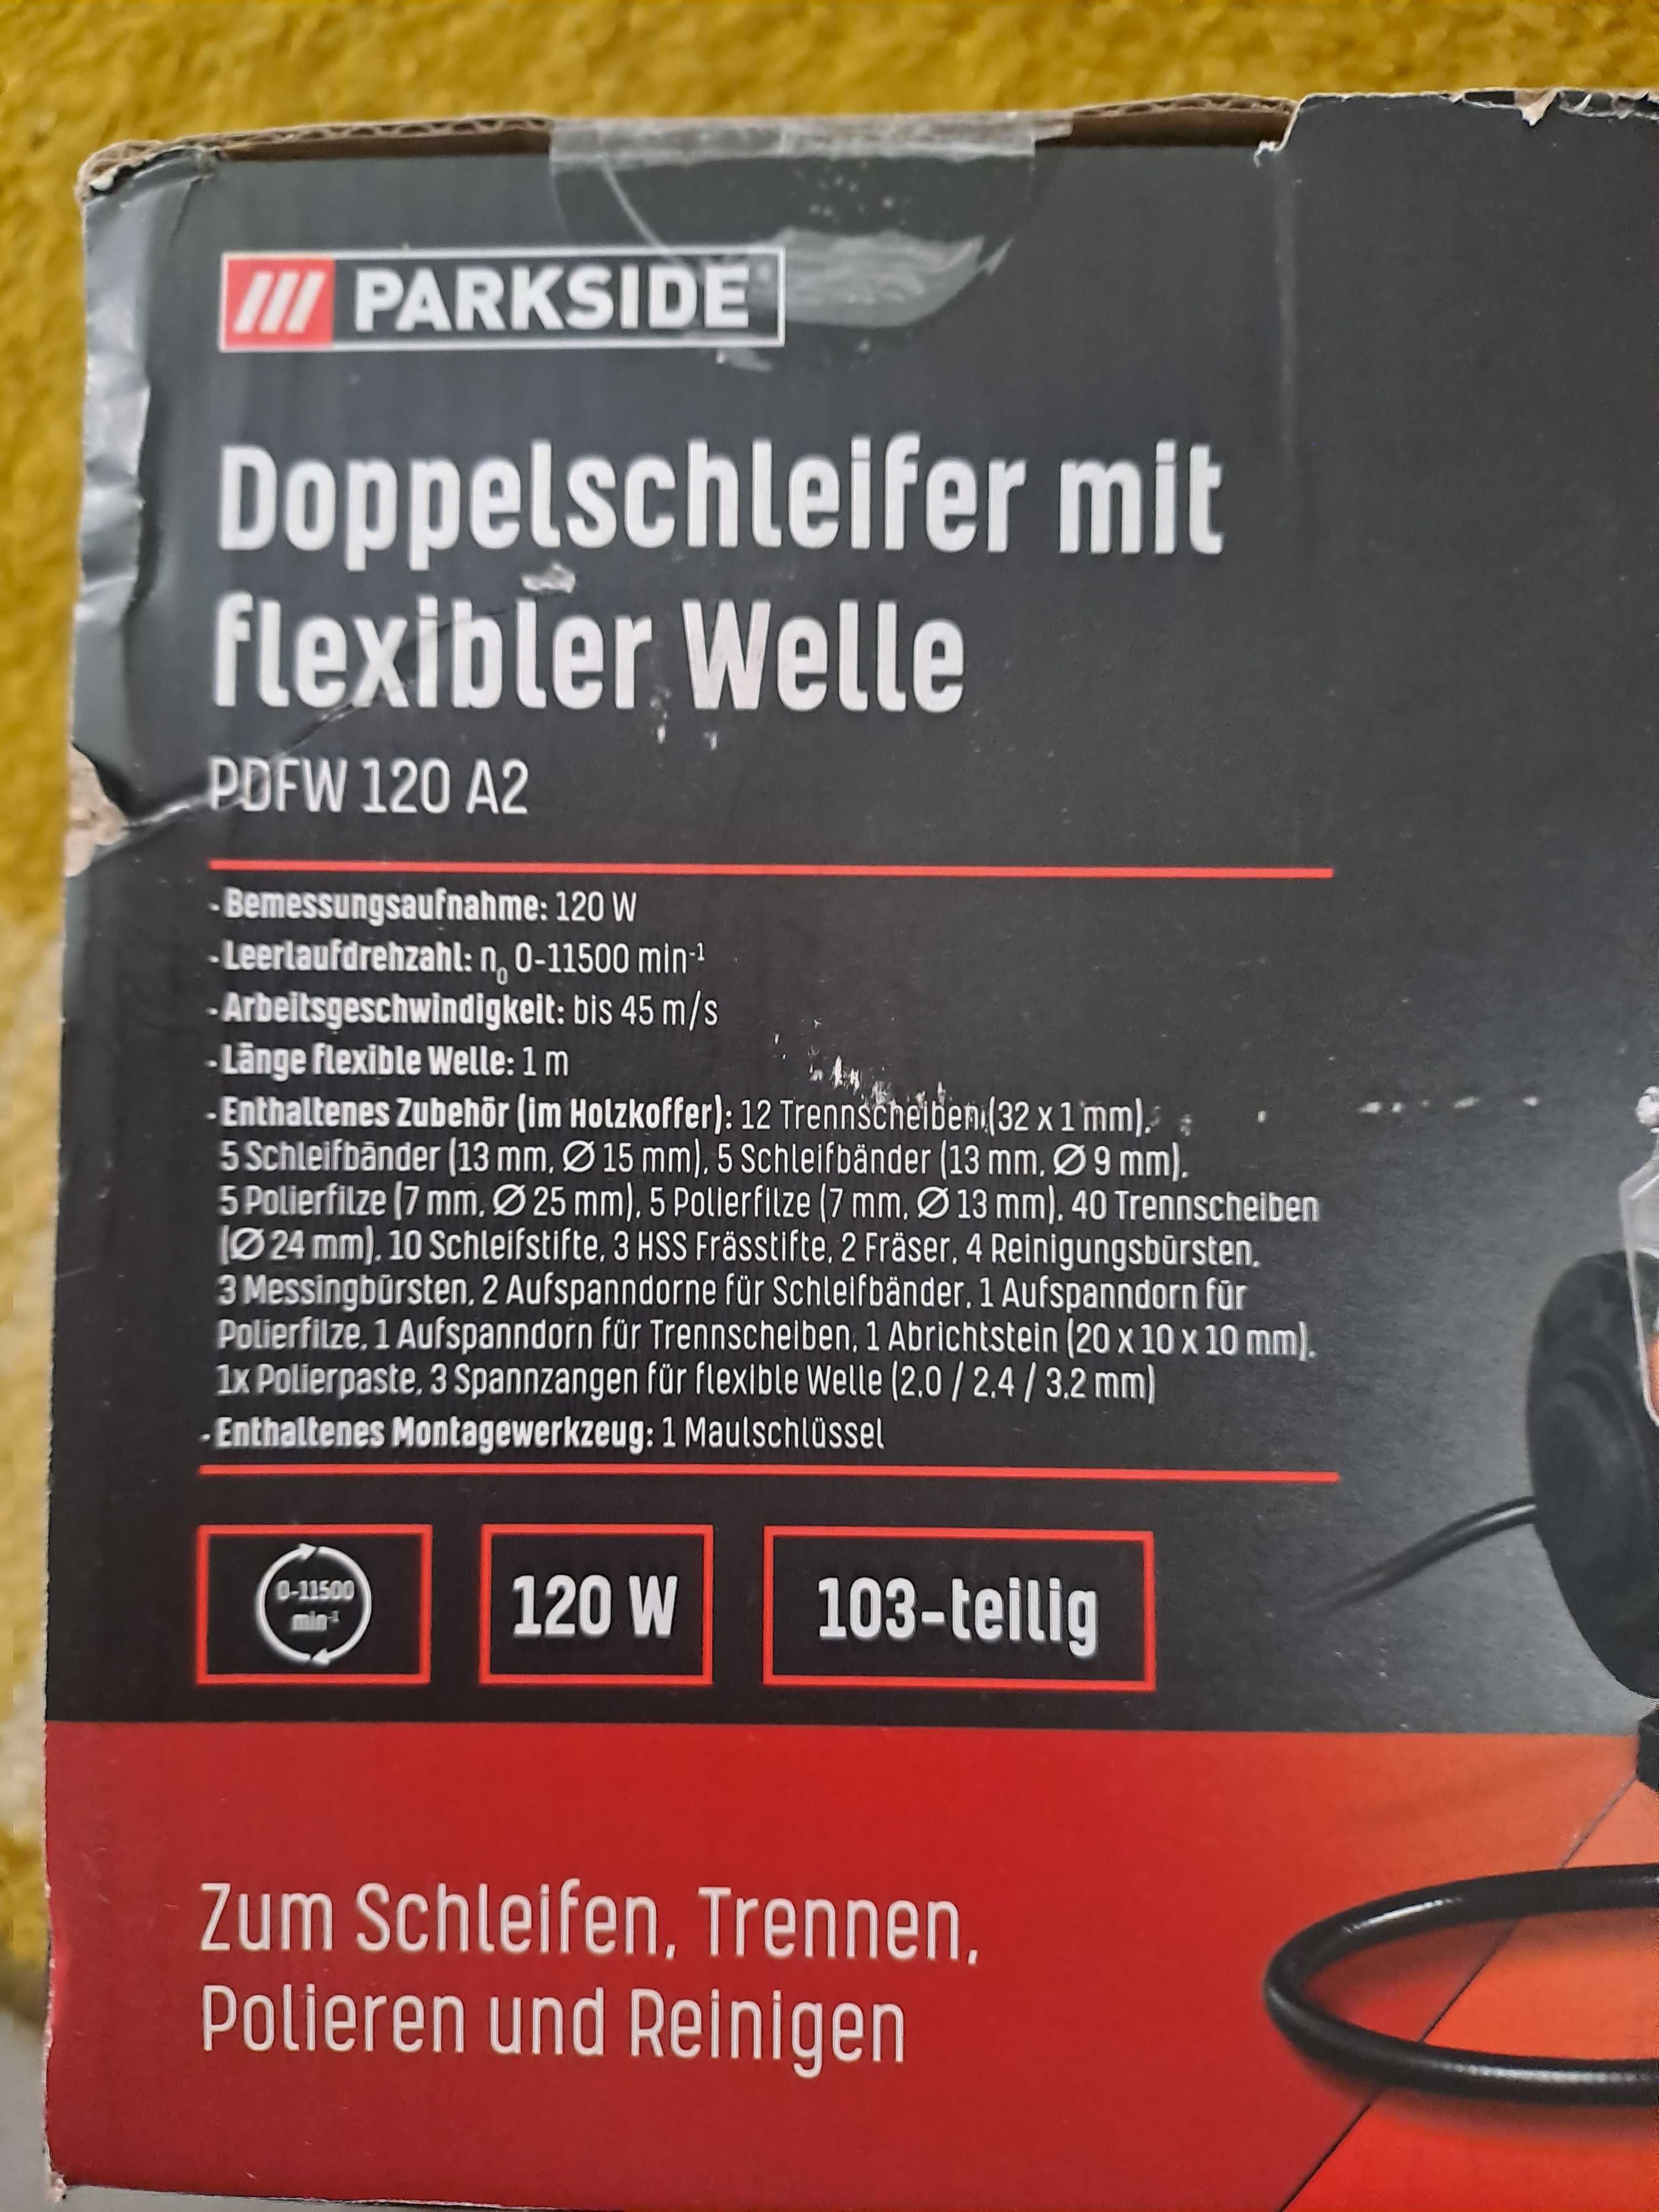 PARKSIDE
Doppelschleifer mit
flexibler Welle
PDFW 120 A2
- Bemessungsaufnahme: 120 W
- Leerlaufdrehzahl: n₀ 0-11500 min⁻¹
- Arbeitsgeschwindigkeit: bis 45 m/s
- Länge flexible Welle: 1 m
- Enthaltenes Zubehör (im Holzkoffer): 12 Trennscheiben (32 x 1 mm),
5 Schleifbänder (13 mm, Ø 15 mm), 5 Schleifbänder (13 mm, Ø 9 mm),
5 Polierfilze (7 mm, Ø 25 mm), 5 Polierfilze (7 mm, Ø 13 mm), 40 Trennscheiben
(Ø 24 mm), 10 Schleifstifte, 3 HSS Frässtifte, 2 Fräser, 4 Reinigungsbürsten,
3 Messingbürsten, 2 Aufspanndorne für Schleifbänder, 1 Aufspanndorn für
Polierfilze, 1 Aufspanndorn für Trennscheiben, 1 Abrichtstein (20 x 10 x 10 mm),
1x Polierpaste, 3 Spannzangen für flexible Welle (2,0 / 2,4 / 3,2 mm)
- Enthaltenes Montagewerkzeug: 1 Maulschlüssel
0-11500
min⁻¹
120 W
103-teilig
Zum Schleifen, Trennen,
Polieren und Reinigen